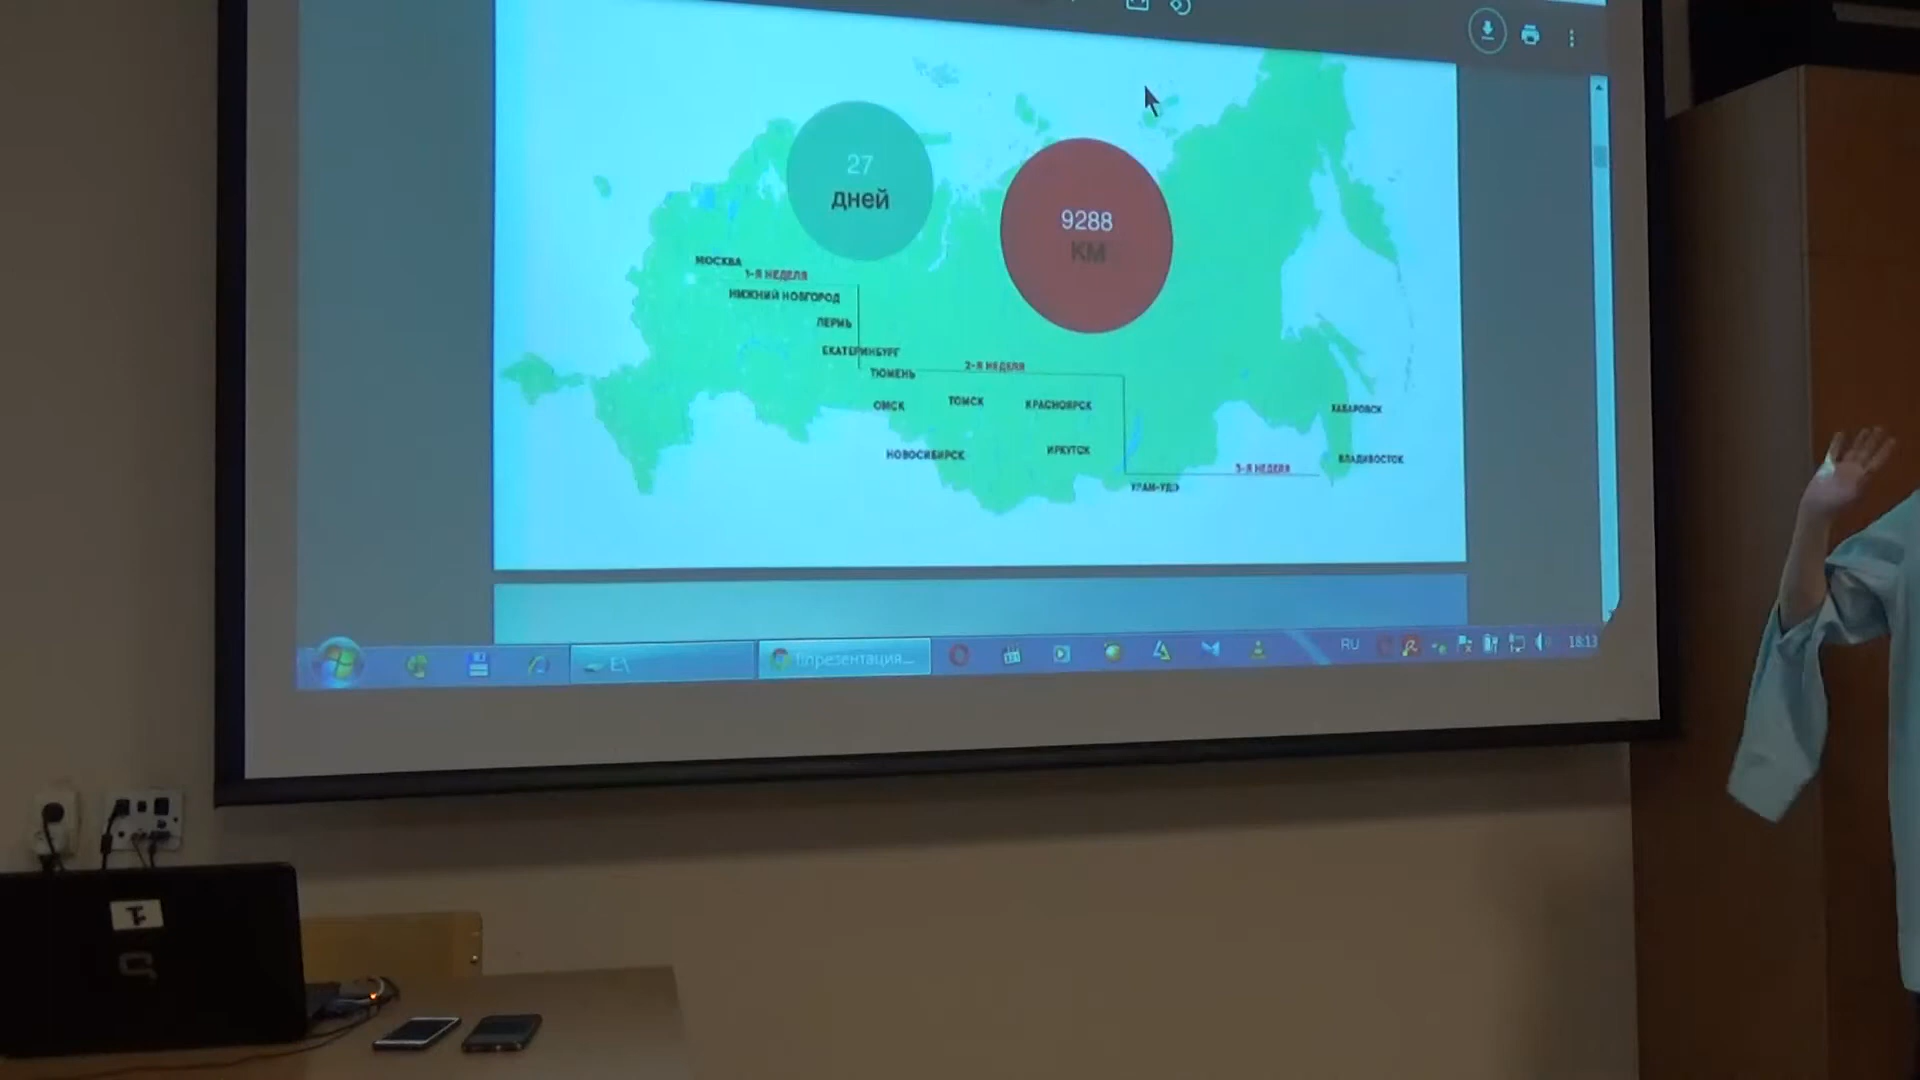 27
дней
9288
КМ
МОСКВА
1-Я НЕДЕЛЯ
НИЖНИЙ НОВГОРОД
ПЕРМЬ
ЕКАТЕРИНБУРГ
ТЮМЕНЬ
2-Я НЕДЕЛЯ
ОМСК
ТОМСК
КРАСНОЯРСК
ХАБАРОВСК
НОВОСИБИРСК
ИРКУТСК
ВЛАДИВОСТОК
3-Я НЕДЕЛЯ
УЛАН-УДЭ
E:\
!!презентация...
RU
18:13
1